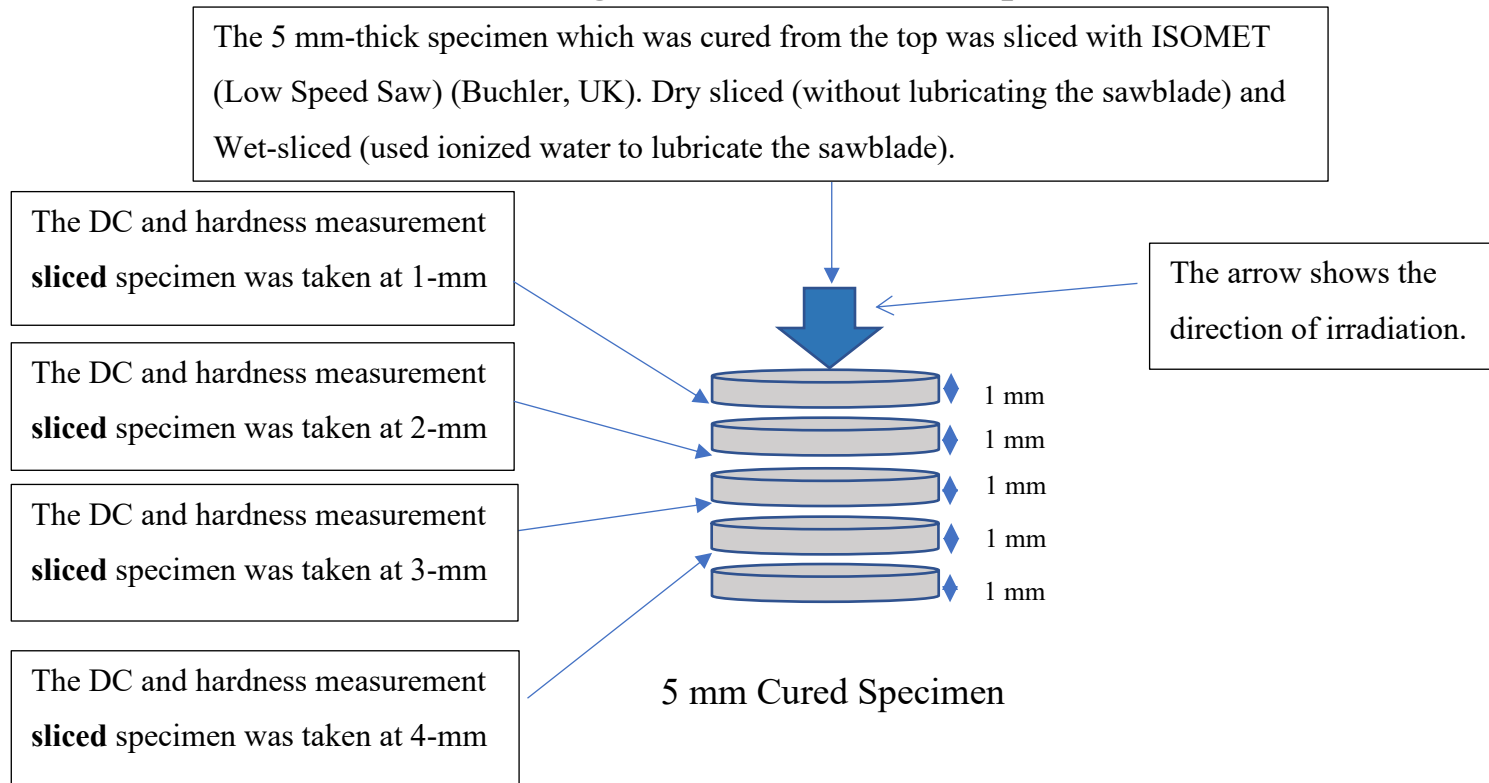 The 5 mm-thick specimen which was cured from the top was sliced with ISOMET
(Low Speed Saw) (Buchler, UK). Dry sliced (without lubricating the sawblade) and
Wet-sliced (used ionized water to lubricate the sawblade).
The DC and hardness measurement
sliced specimen was taken at 1-mm
The arrow shows the
direction of irradiation.
The DC and hardness measurement
sliced specimen was taken at 2-mm
The DC and hardness measurement
sliced specimen was taken at 3-mm
The DC and hardness measurement
sliced specimen was taken at 4-mm
1 mm
1 mm
1 mm
1 mm
1 mm
5 mm Cured Specimen